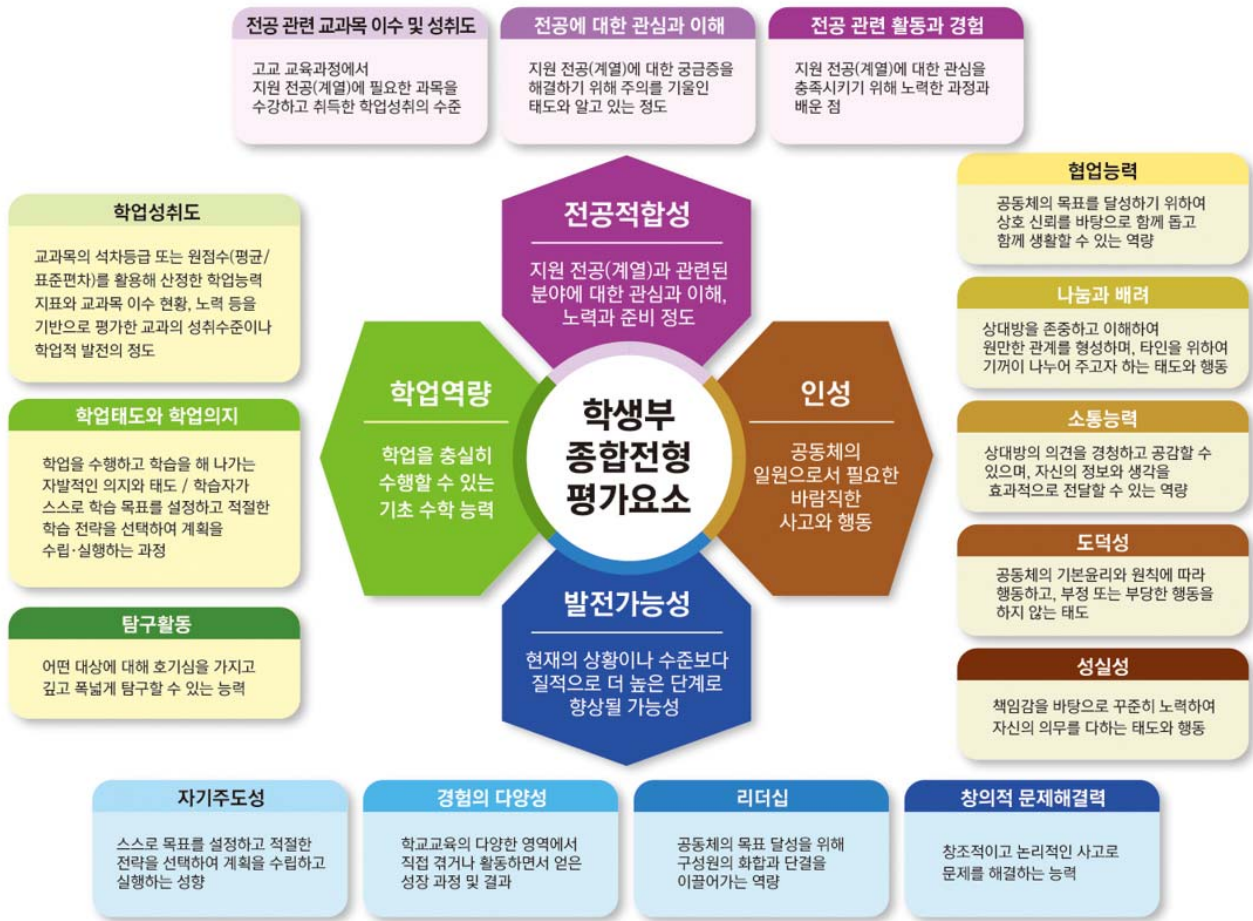 전공 관련 교과목 이수 및 성취도
고교 교육과정에서
지원 전공(계열)에 필요한 과목을
수강하고 취득한 학업성취의 수준
전공에 대한 관심과 이해
지원 전공(계열)에 대한 궁금증을
해결하기 위해 주의를 기울인
태도와 알고 있는 정도
전공 관련 활동과 경험
지원 전공(계열)에 대한 관심을
충족시키기 위해 노력한 과정과
배운 점
학업성취도
교과목의 석차등급 또는 원점수(평균/
표준편차)를 활용해 산정한 학업능력
지표와 교과목 이수 현황, 노력 등을
기반으로 평가한 교과의 성취수준이나
학업적 발전의 정도
학업태도와 학업의지
학업을 수행하고 학습을 해 나가는
자발적인 의지와 태도 / 학습자가
스스로 학습 목표를 설정하고 적절한
학습 전략을 선택하여 계획을
수립·실행하는 과정
탐구활동
어떤 대상에 대해 호기심을 가지고
깊고 폭넓게 탐구할 수 있는 능력
전공적합성
지원 전공(계열)과 관련된
분야에 대한 관심과 이해,
노력과 준비 정도
학업역량
학업을 충실히
수행할 수 있는
기초 수학 능력
학생부
종합전형
평가요소
인성
공동체의
일원으로서 필요한
바람직한
사고와 행동
발전가능성
현재의 상황이나 수준보다
질적으로 더 높은 단계로
향상될 가능성
협업능력
공동체의 목표를 달성하기 위하여
상호 신뢰를 바탕으로 함께 돕고
함께 생활할 수 있는 역량
나눔과 배려
상대방을 존중하고 이해하여
원만한 관계를 형성하며, 타인을 위하여
기꺼이 나누어 주고자 하는 태도와 행동
소통능력
상대방의 의견을 경청하고 공감할 수
있으며, 자신의 정보와 생각을
효과적으로 전달할 수 있는 역량
도덕성
공동체의 기본윤리와 원칙에 따라
행동하고, 부정 또는 부당한 행동을
하지 않는 태도
성실성
책임감을 바탕으로 꾸준히 노력하여
자신의 의무를 다하는 태도와 행동
자기주도성
스스로 목표를 설정하고 적절한
전략을 선택하여 계획을 수립하고
실행하는 성향
경험의 다양성
학교교육의 다양한 영역에서
직접 겪거나 활동하면서 얻은
성장 과정 및 결과
리더십
공동체의 목표 달성을 위해
구성원의 화합과 단결을
이끌어가는 역량
창의적 문제해결력
창조적이고 논리적인 사고로
문제를 해결하는 능력